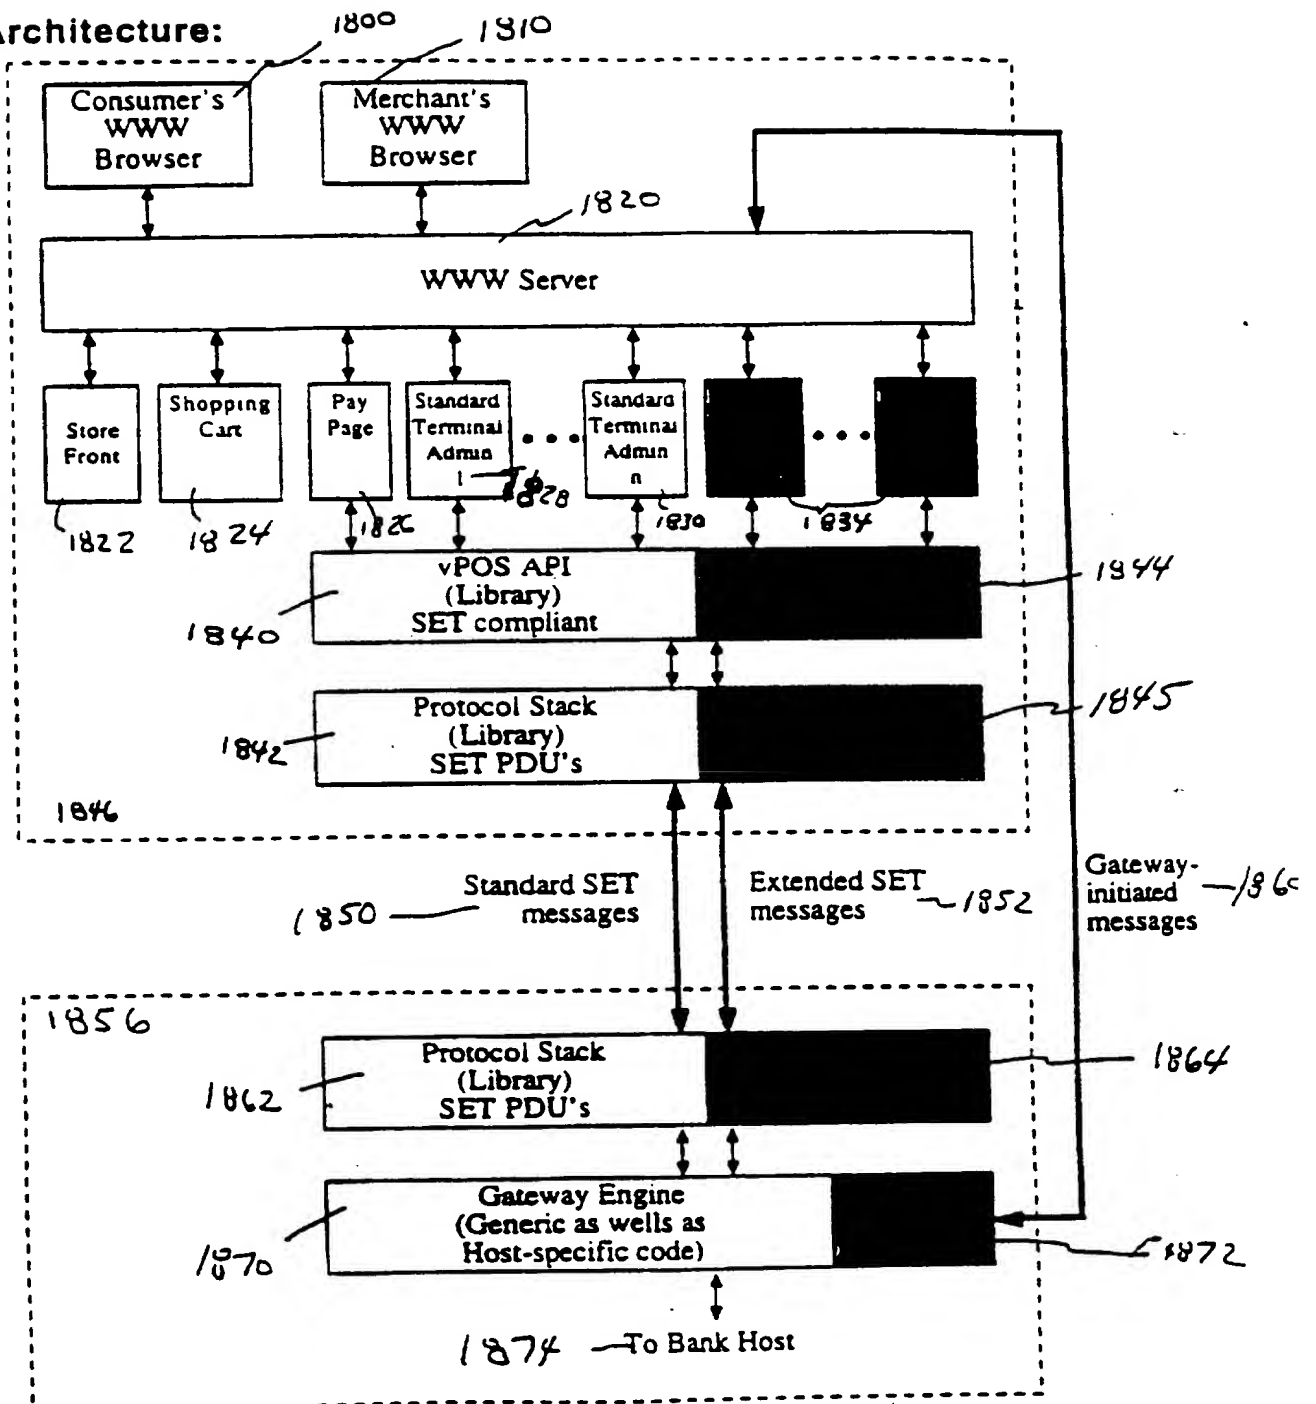 Architecture:
1800
1810
Consumer's
WWW
Browser
Merchant's
WWW
Browser
1820
WWW Server
Store
Front
Shopping
Cart
Pay
Page
Standard
Terminal
Admin
1
Standard
Terminal
Admin
n
1822
1824
1826
1828
1830
1834
vPOS API
(Library)
SET compliant
1840
1844
Protocol Stack
(Library)
SET PDU's
1842
1845
1846
Standard SET
messages
1850
Extended SET
messages
1852
Gateway-
initiated
messages
1856
Protocol Stack
(Library)
SET PDU's
1862
1864
Gateway Engine
(Generic as wells as
Host-specific code)
1870
1872
1874
To Bank Host